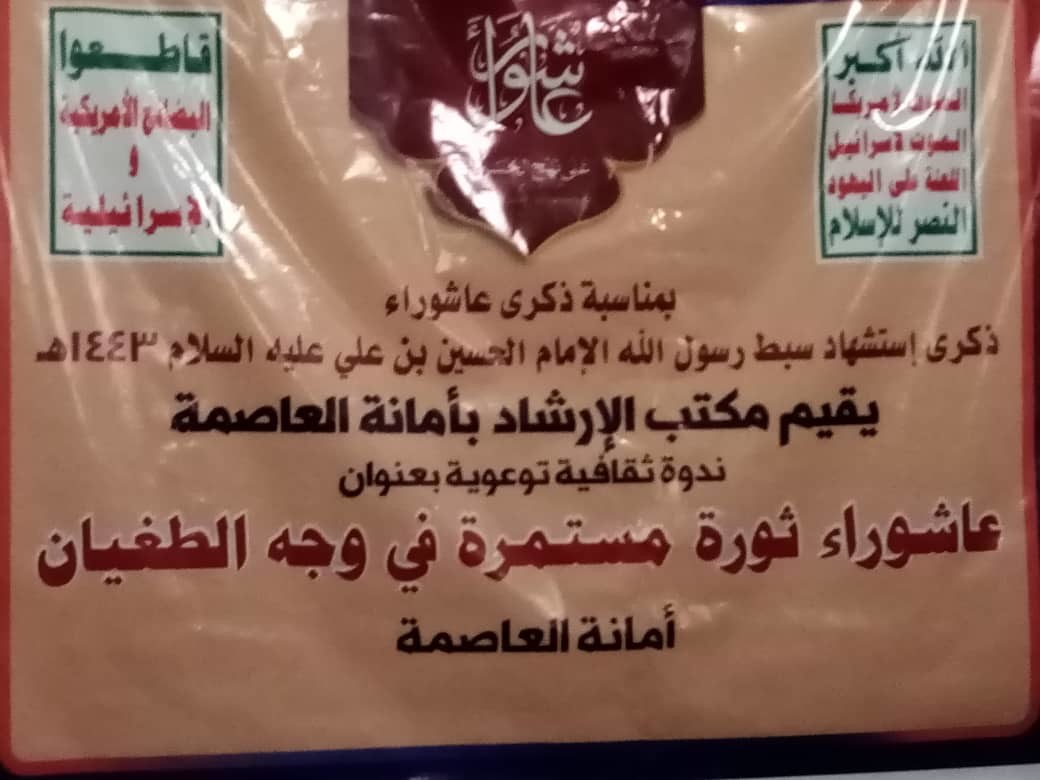 الله أكبر
الموت لأمريكا
الموت لإسرائيل
اللعنة على اليهود
النصر للإسلام
عاشوراء
قاطعوا
البضائع الأمريكية
و
الإسرائيلية
بمناسبة ذكرى عاشوراء
ذكرى إستشهاد سبط رسول الله الإمام الحسين بن علي عليه السلام ١٤٤٣هـ
يقيم مكتب الإرشاد بأمانة العاصمة
ندوة ثقافية توعوية بعنوان
عاشوراء ثورة مستمرة في وجه الطغيان
أمانة العاصمة